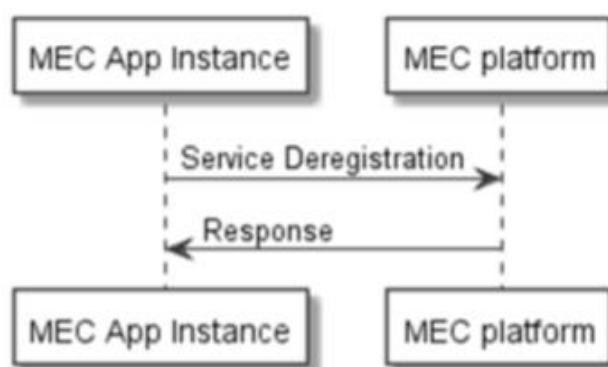 MEC App Instance
MEC platform
Service Deregistration
Response
MEC App Instance
MEC platform